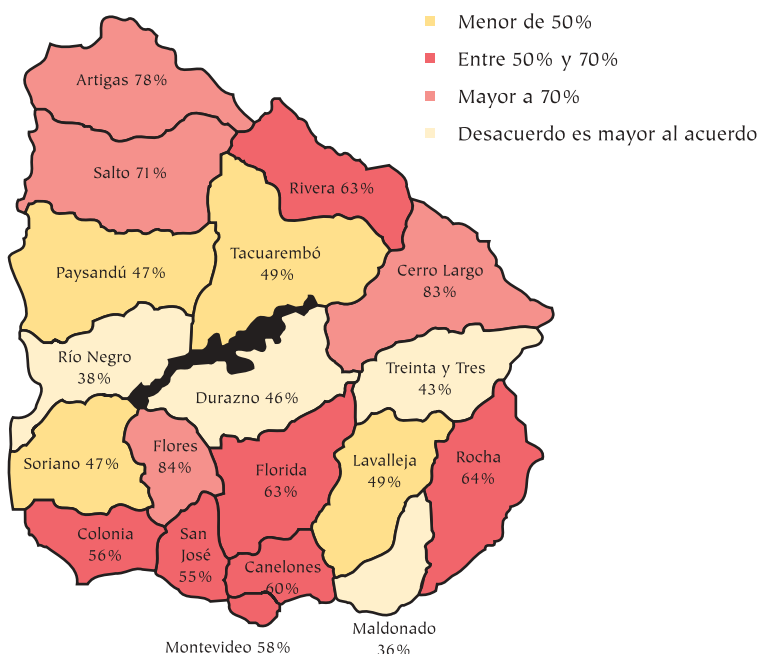 Menor de 50%
Entre 50% y 70%
Mayor a 70%
Desacuerdo es mayor al acuerdo
Artigas 78%
Salto 71%
Rivera 63%
Tacuarembó
49%
Paysandú 47%
Cerro Largo
83%
Río Negro
38%
Durazno 46%
Treinta y Tres
43%
Soriano 47%
Flores
84%
Florida
63%
Lavalleja
49%
Rocha
64%
Colonia
56%
San
José
55%
Canelones
60%
Montevideo 58%
Maldonado
36%